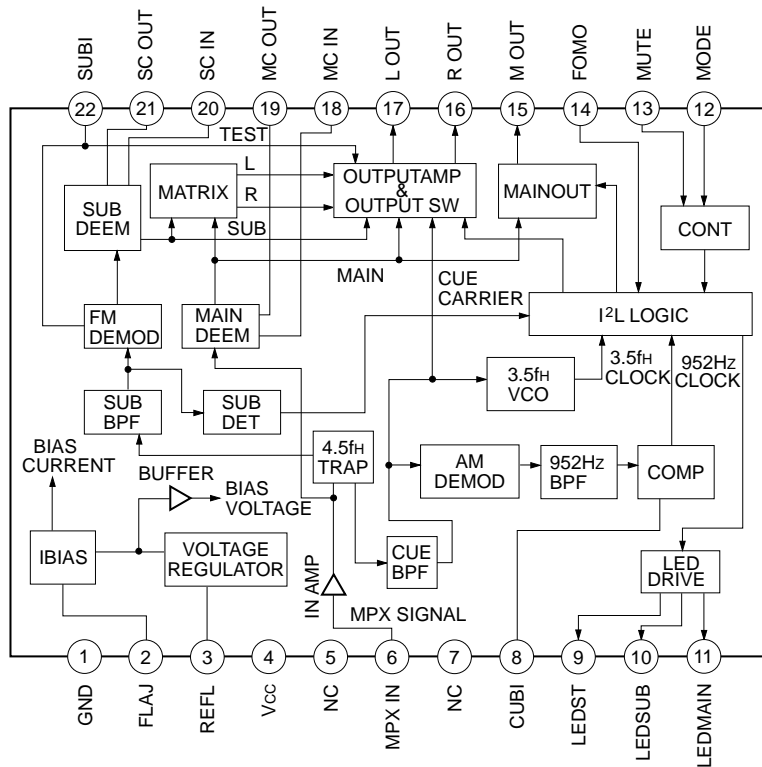 SUBI
SC OUT
SC IN
MC OUT
MC IN
L OUT
R OUT
M OUT
FOMO
MUTE
MODE
22
21
20
19
18
17
16
15
14
13
12
TEST
L
R
MATRIX
OUTPUTAMP
&
OUTPUT SW
MAINOUT
SUB
DEEM
SUB
CONT
MAIN
CUE
CARRIER
FM
DEMOD
MAIN
DEEM
I²L LOGIC
3.5fH
CLOCK
952Hz
CLOCK
3.5fH
VCO
SUB
BPF
SUB
DET
BIAS
CURRENT
4.5fH
TRAP
AM
DEMOD
952Hz
BPF
COMP
BUFFER
BIAS
VOLTAGE
IBIAS
VOLTAGE
REGULATOR
IN AMP
CUE
BPF
LED
DRIVE
MPX SIGNAL
1
2
3
4
5
6
7
8
9
10
11
GND
FLAJ
REFL
Vcc
NC
MPX IN
NC
CUBI
LEDST
LEDSUB
LEDMAIN